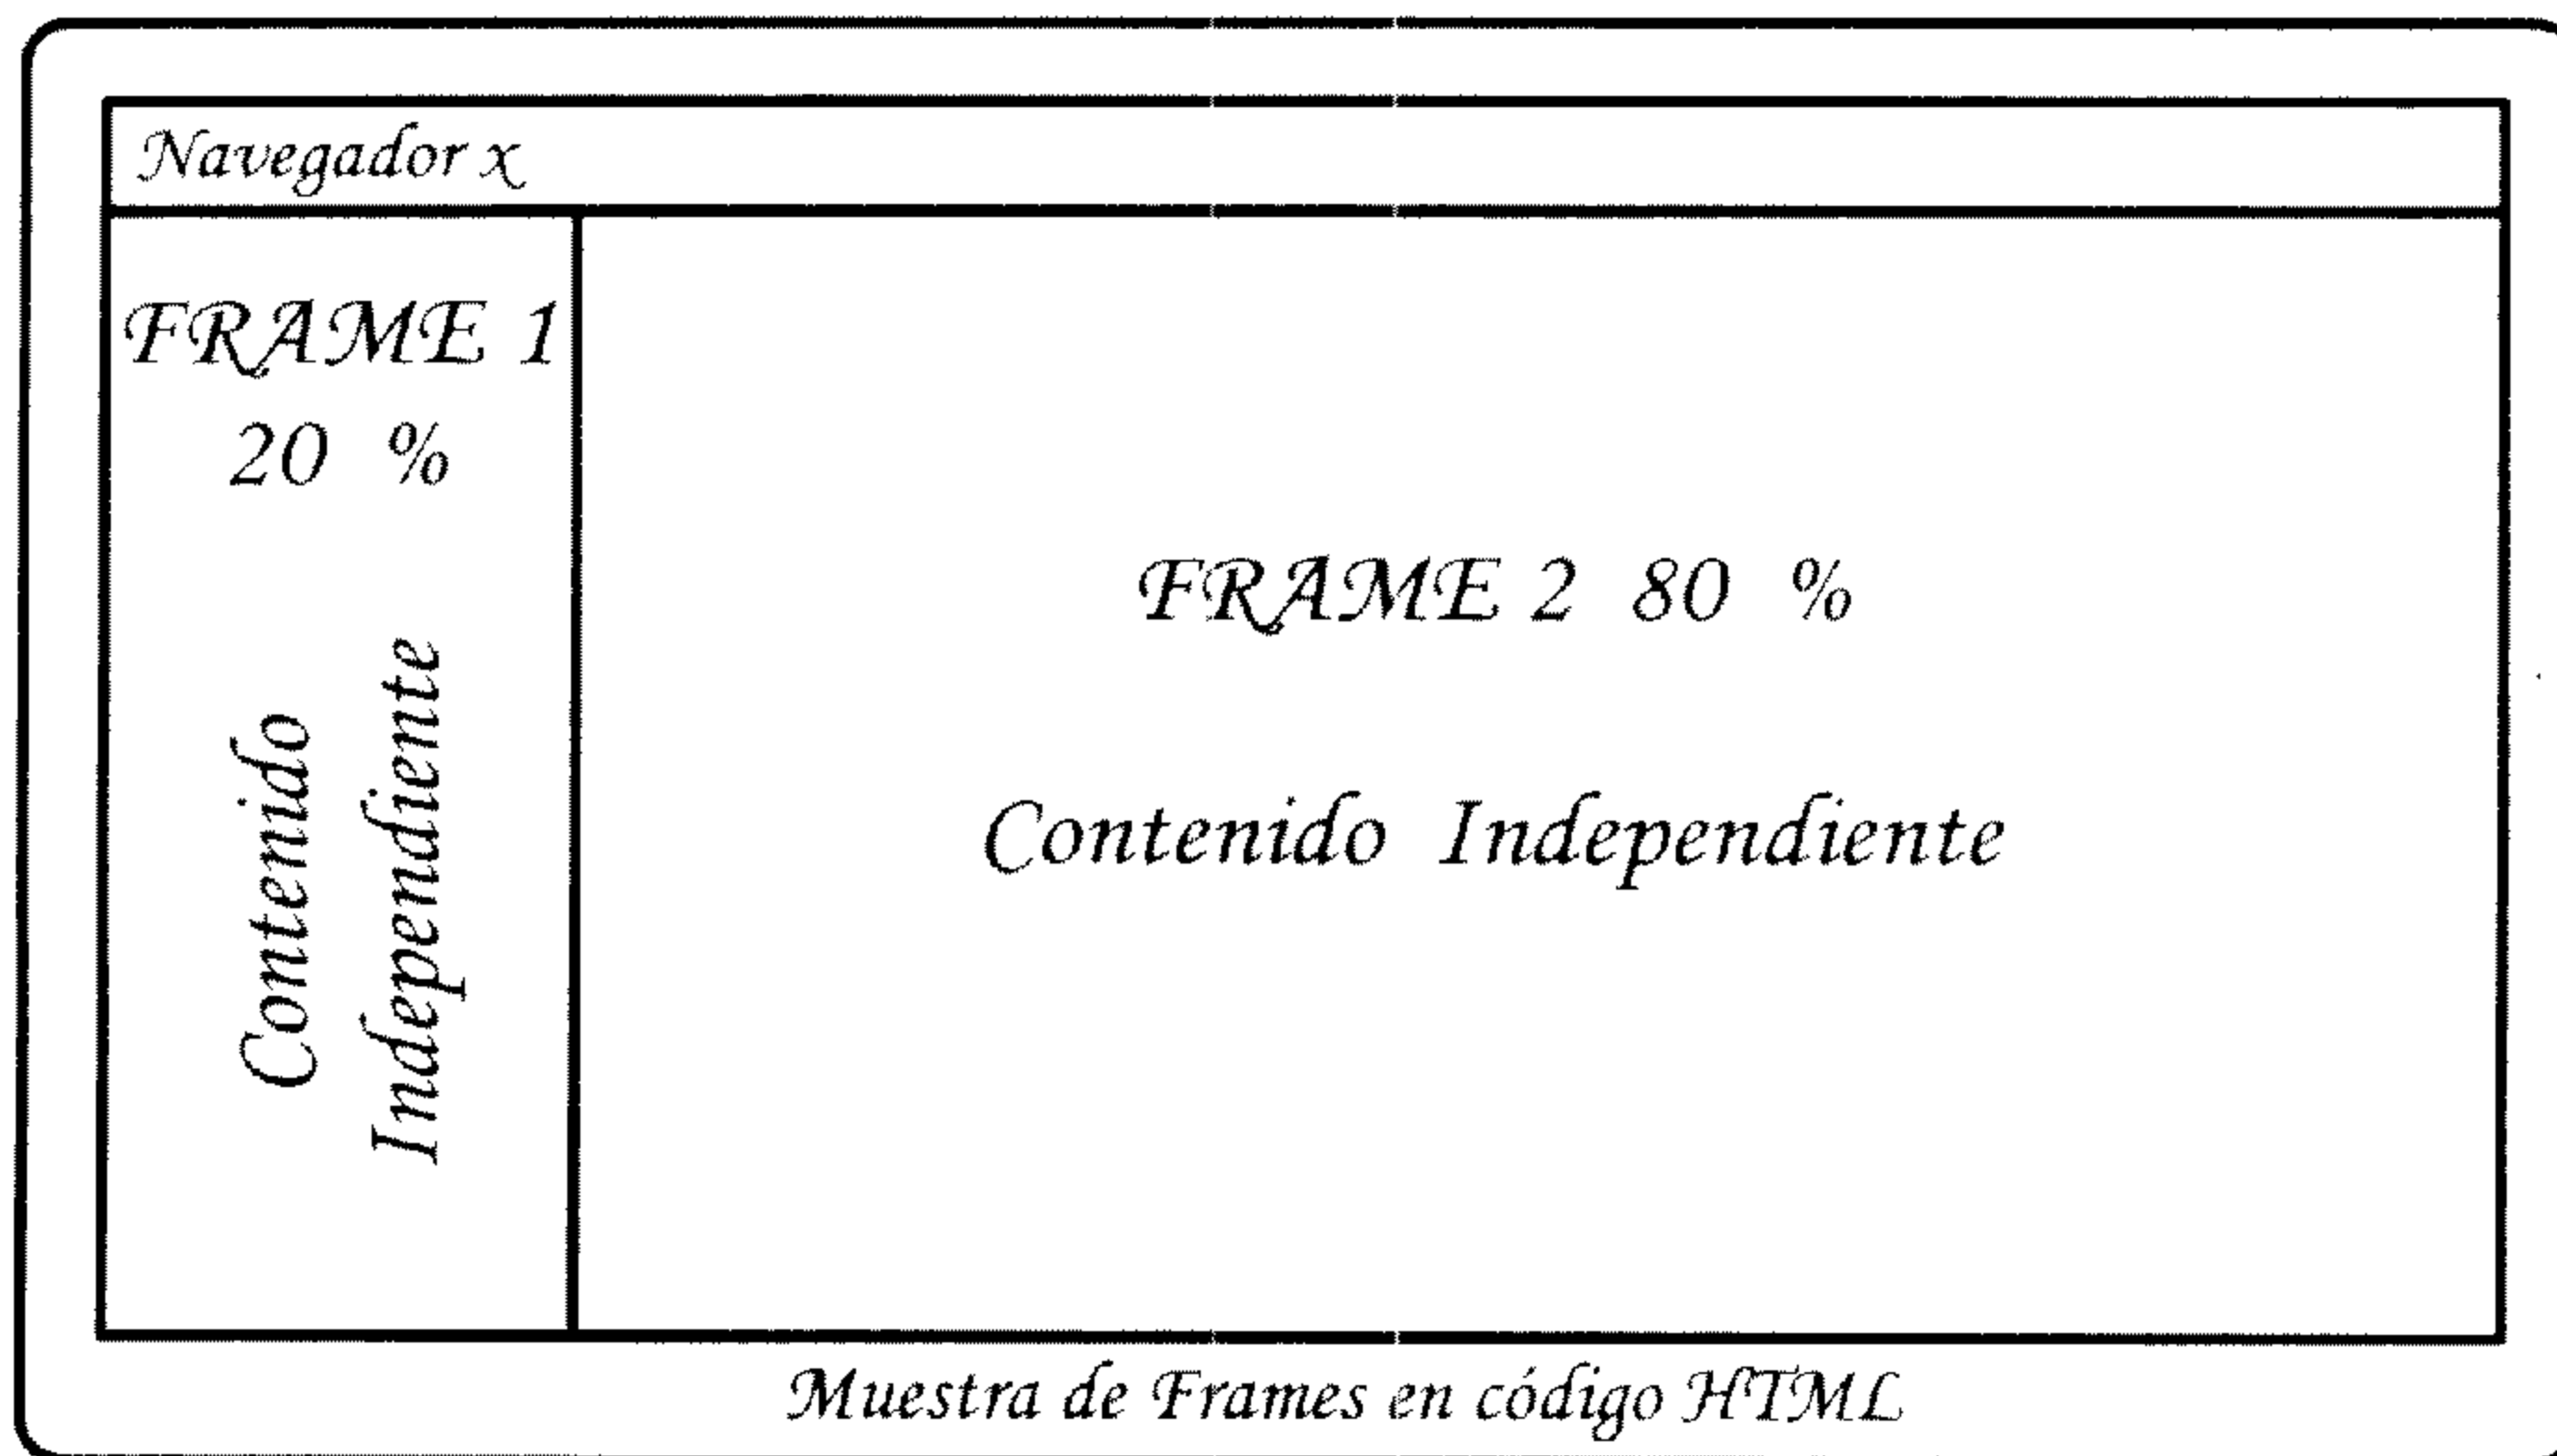 Navegador x
FRAME 1
20 %
Contenido
Independiente
FRAME 2 80 %
Contenido Independiente
Muestra de Frames en código HTML